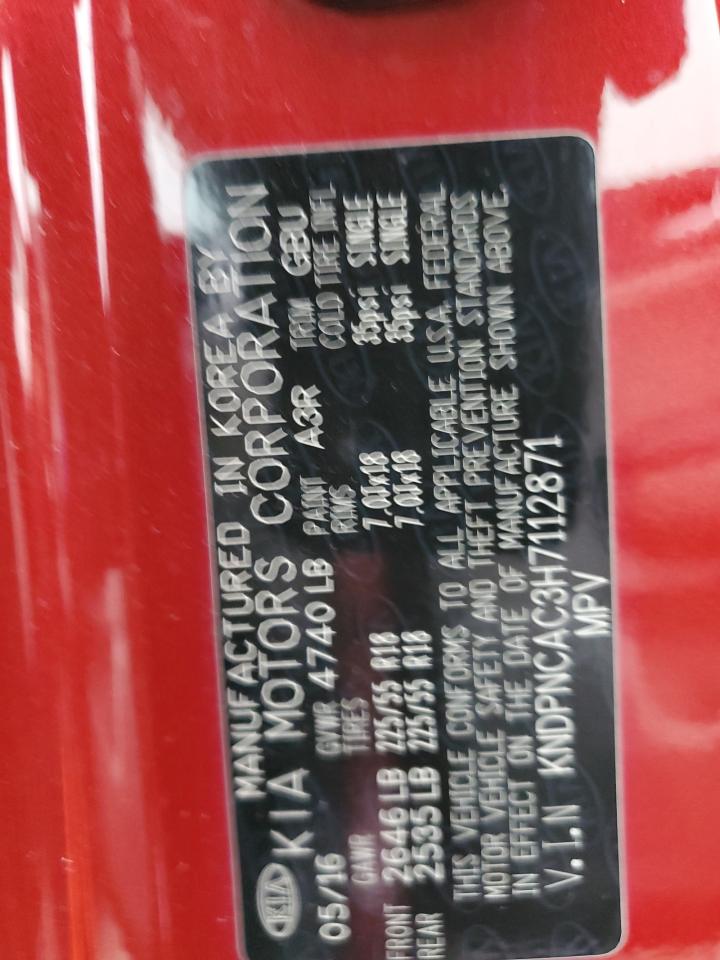 MANUFACTURED IN KOREA BY
KIA KIA MOTORS CORPORATION
05/16 GVWR 4740 LB PAINT A3R TRIM GBU
GAWR TIRES RIMS COLD TIRE INFL
FRONT 2646 LB 225/55 R18 7.0Jx18 35psi SINGLE
REAR 2535 LB 225/55 R18 7.0Jx18 35psi SINGLE
THIS VEHICLE CONFORMS TO ALL APPLICABLE U.S.A. FEDERAL
MOTOR VEHICLE SAFETY AND THEFT PREVENTION STANDARDS
IN EFFECT ON THE DATE OF MANUFACTURE SHOWN ABOVE.
V.I.N KNDPNCAC3H7112871
MPV